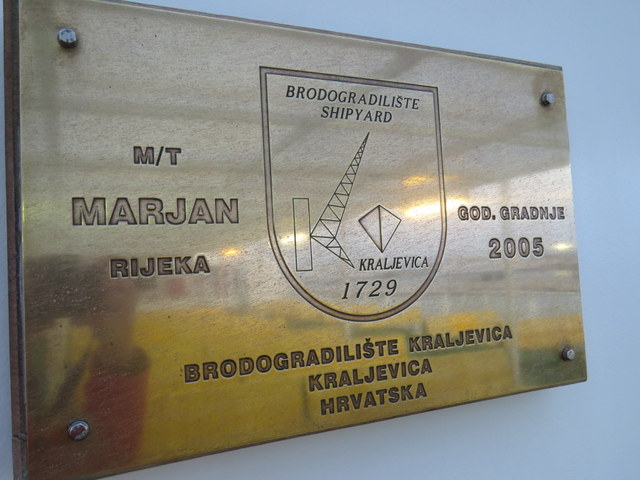 M/T
MARJAN
RIJEKA
BRODOGRADILIŠTE
SHIPYARD
KRALJEVICA
1729
GOD. GRADNJE
2005
BRODOGRADILIŠTE KRALJEVICA
KRALJEVICA
HRVATSKA